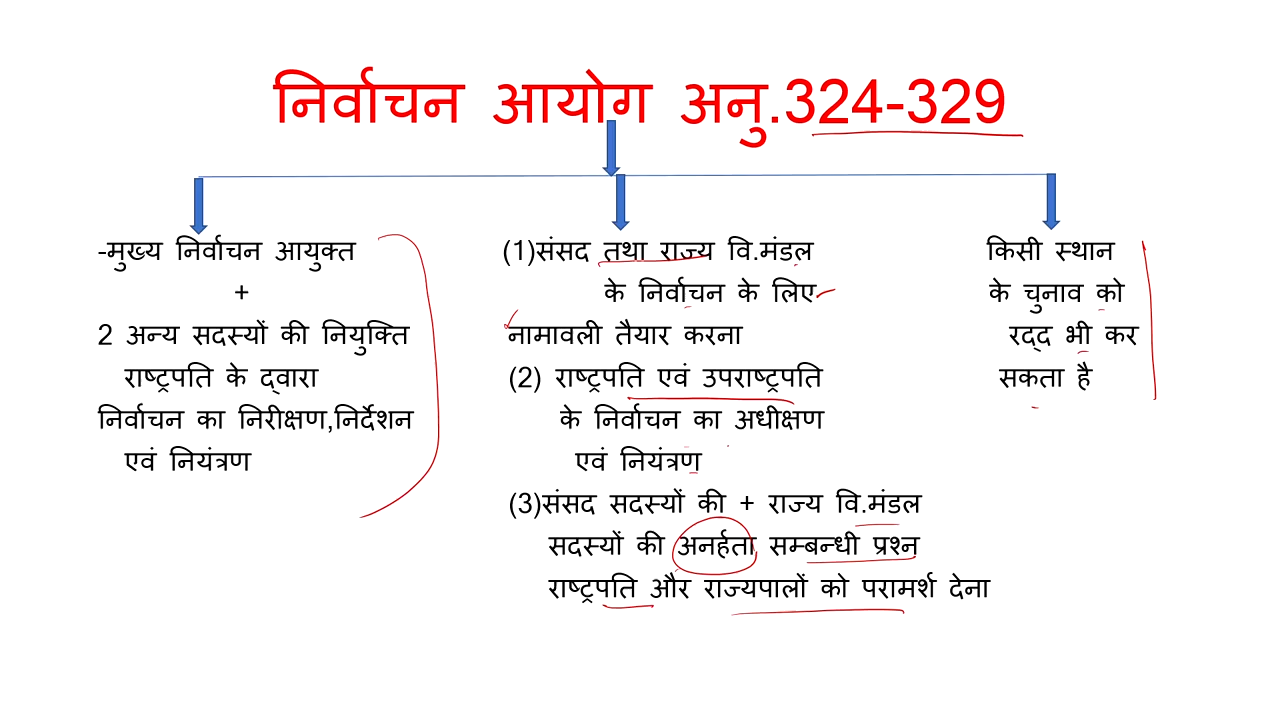 निर्वाचन आयोग अनु.324-329
-मुख्य निर्वाचन आयुक्त
+
2 अन्य सदस्यों की नियुक्ति
राष्ट्रपति के द्वारा
निर्वाचन का निरीक्षण,निर्देशन
एवं नियंत्रण
(1)संसद तथा राज्य वि.मंडल
के निर्वाचन के लिए
नामावली तैयार करना
(2) राष्ट्रपति एवं उपराष्ट्रपति
के निर्वाचन का अधीक्षण
एवं नियंत्रण
(3)संसद सदस्यों की + राज्य वि.मंडल
सदस्यों की अनर्हता सम्बन्धी प्रश्न
राष्ट्रपति और राज्यपालों को परामर्श देना
किसी स्थान
के चुनाव को
रद्द भी कर
सकता है